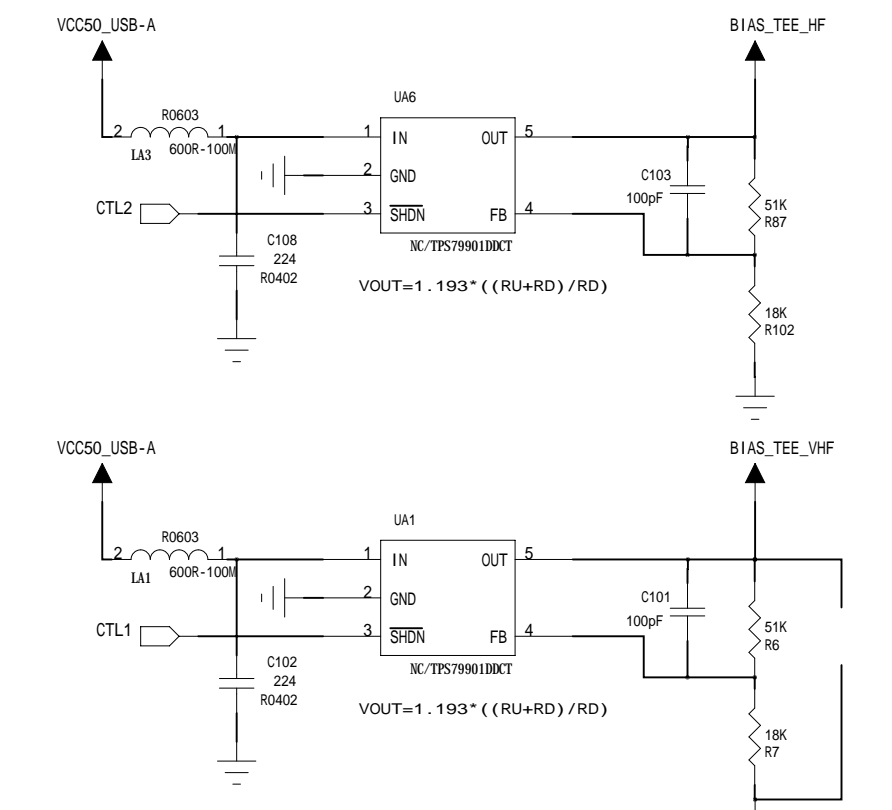 VCC50_USB-A
BIAS_TEE_HF
UA6
R0603
2 1
LA3 600R-100M
1 IN OUT 5
2 GND
CTL2
3 SHDN FB 4
C103
100pF
51K
R87
C108
224
R0402
NC/TPS79901DDCT
VOUT=1.193*((RU+RD)/RD)
18K
R102
VCC50_USB-A
BIAS_TEE_VHF
UA1
R0603
2 1
LA1 600R-100M
1 IN OUT 5
2 GND
CTL1
3 SHDN FB 4
C101
100pF
51K
R6
C102
224
R0402
NC/TPS79901DDCT
VOUT=1.193*((RU+RD)/RD)
18K
R7